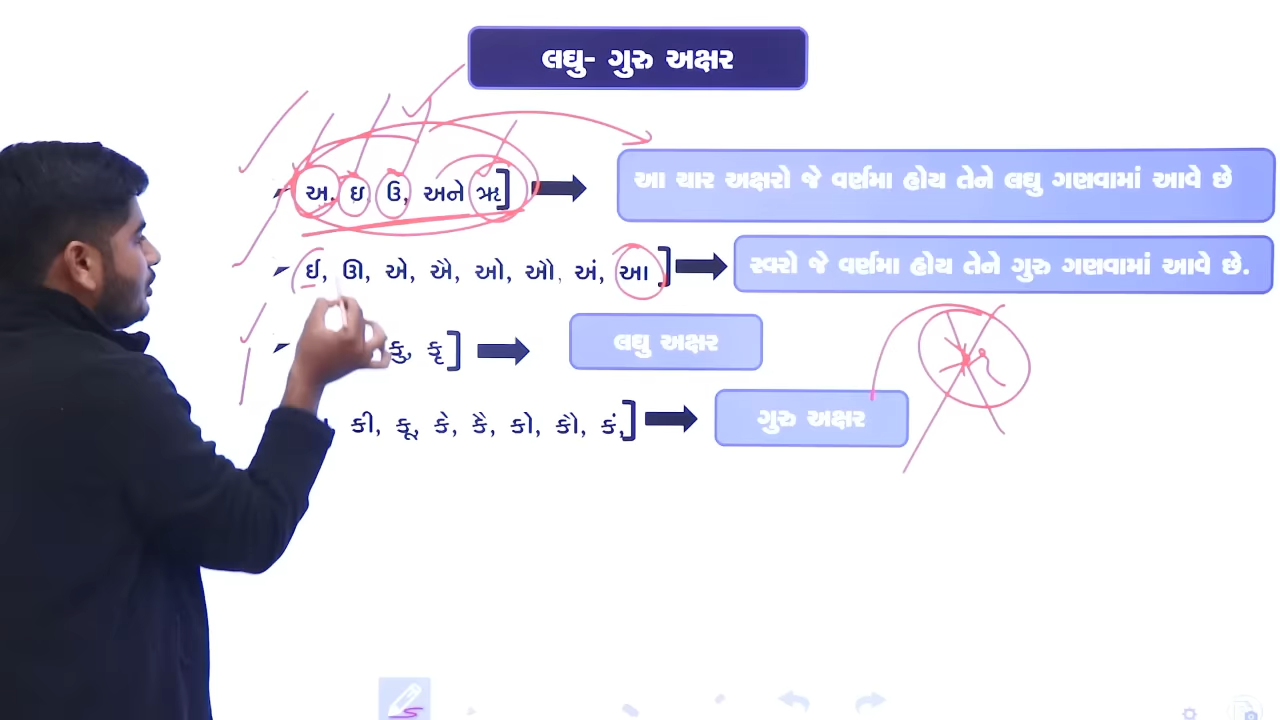 લઘુ- ગુરુ અક્ષર
અ, ઇ, ઉ, અને ઋ] આ ચાર અક્ષરો જે વર્ણમા હોય તેને લઘુ ગણવામાં આવે છે
ઈ, ઊ, એ, ઐ, ઓ, ઔ, અં, આ] સ્વરો જે વર્ણમા હોય તેને ગુરુ ગણવામાં આવે છે.
કુ, કૃ] લઘુ અક્ષર
કી, કૂ, કે, કૈ, કો, કૌ, કં,] ગુરુ અક્ષર